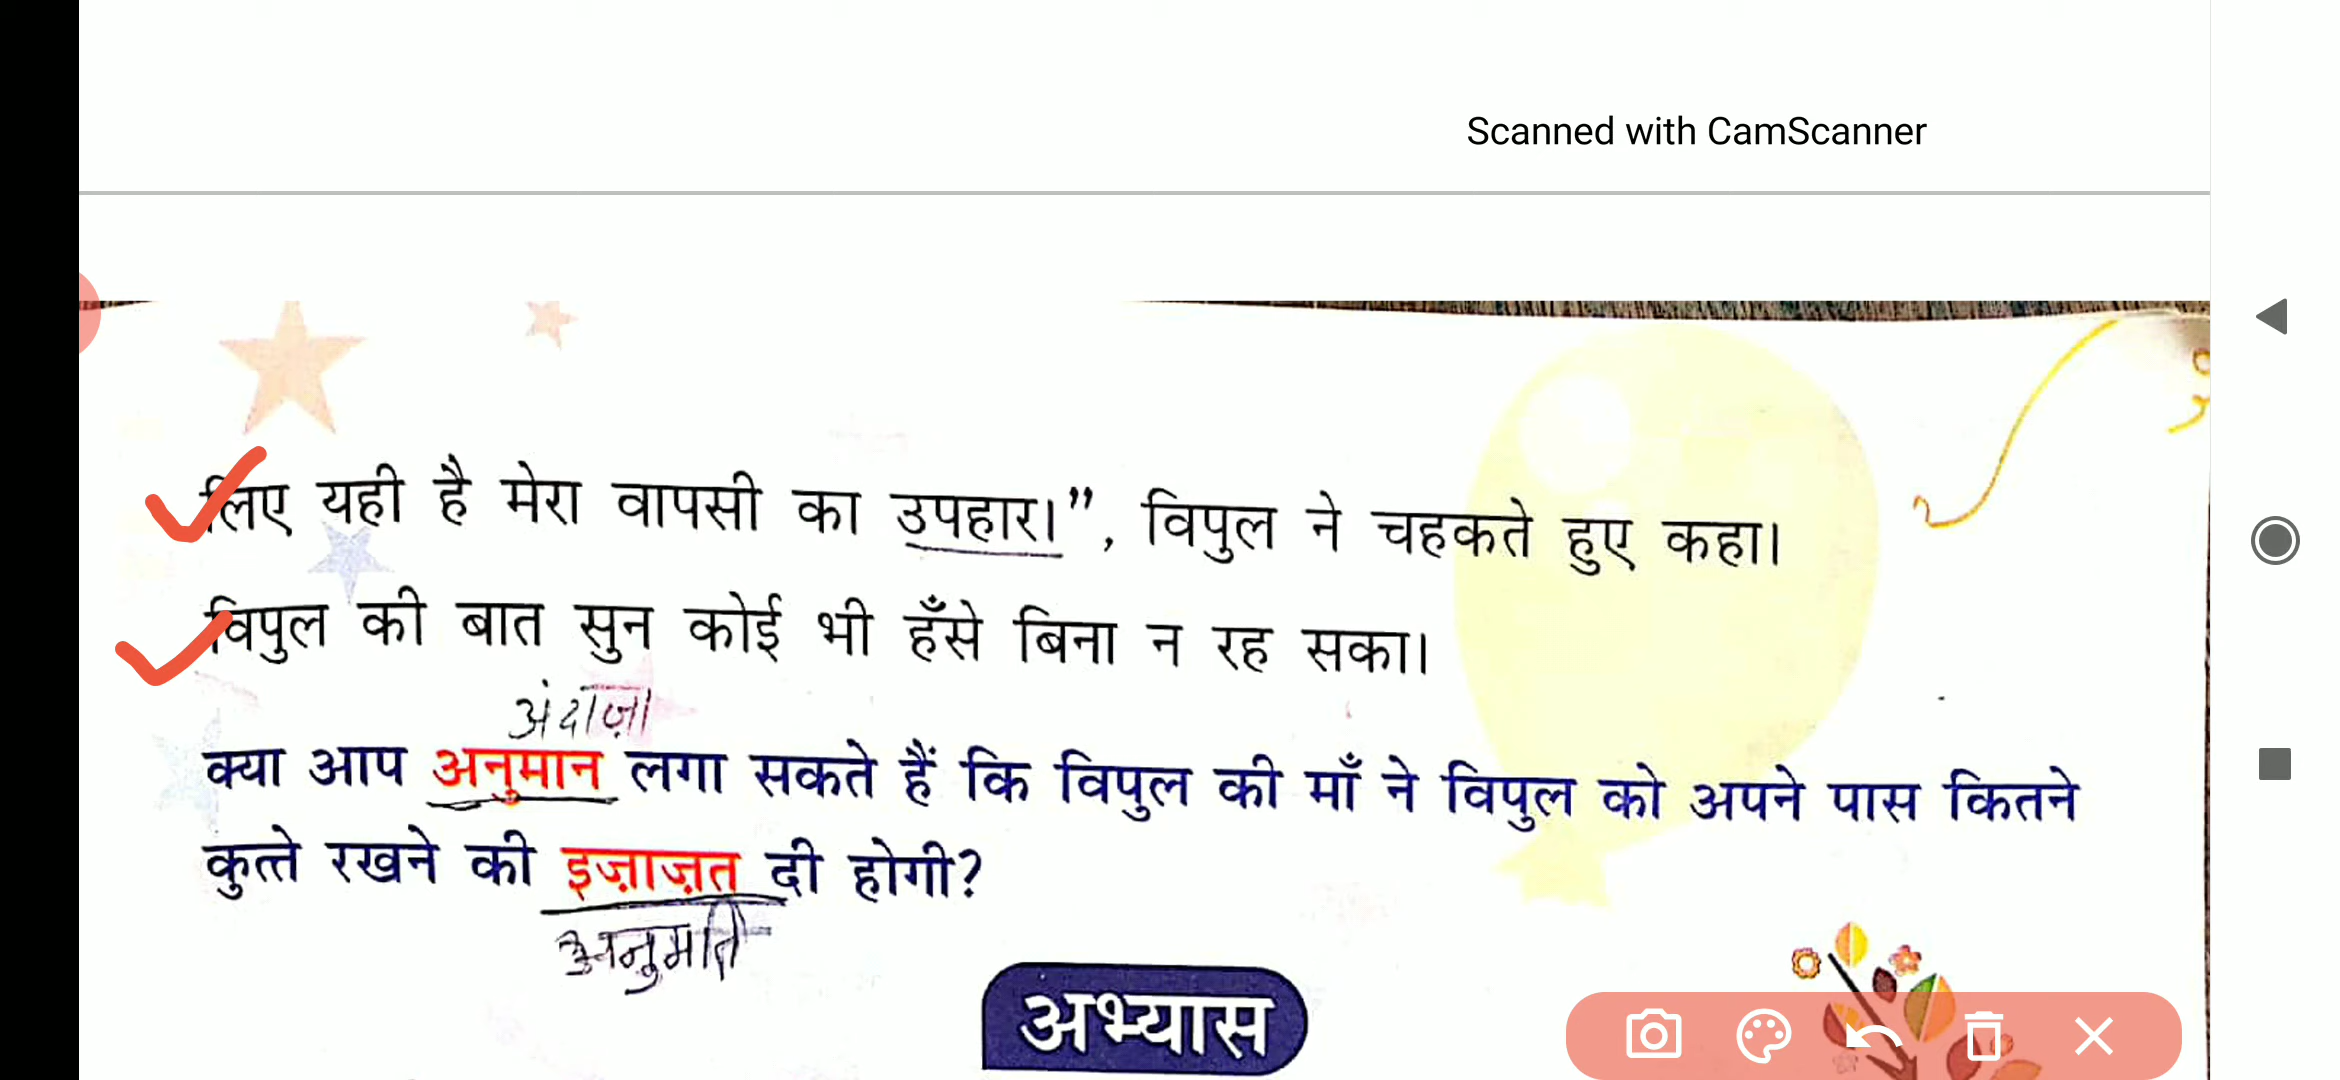 Scanned with CamScanner
लिए यही है मेरा वापसी का उपहार।”, विपुल ने चहकते हुए कहा।
विपुल की बात सुन कोई भी हँसे बिना न रह सका।
अंदाज़ा
क्या आप अनुमान लगा सकते हैं कि विपुल की माँ ने विपुल को अपने पास कितने
कुत्ते रखने की इज़ाज़त दी होगी?
अनुमति
अभ्यास